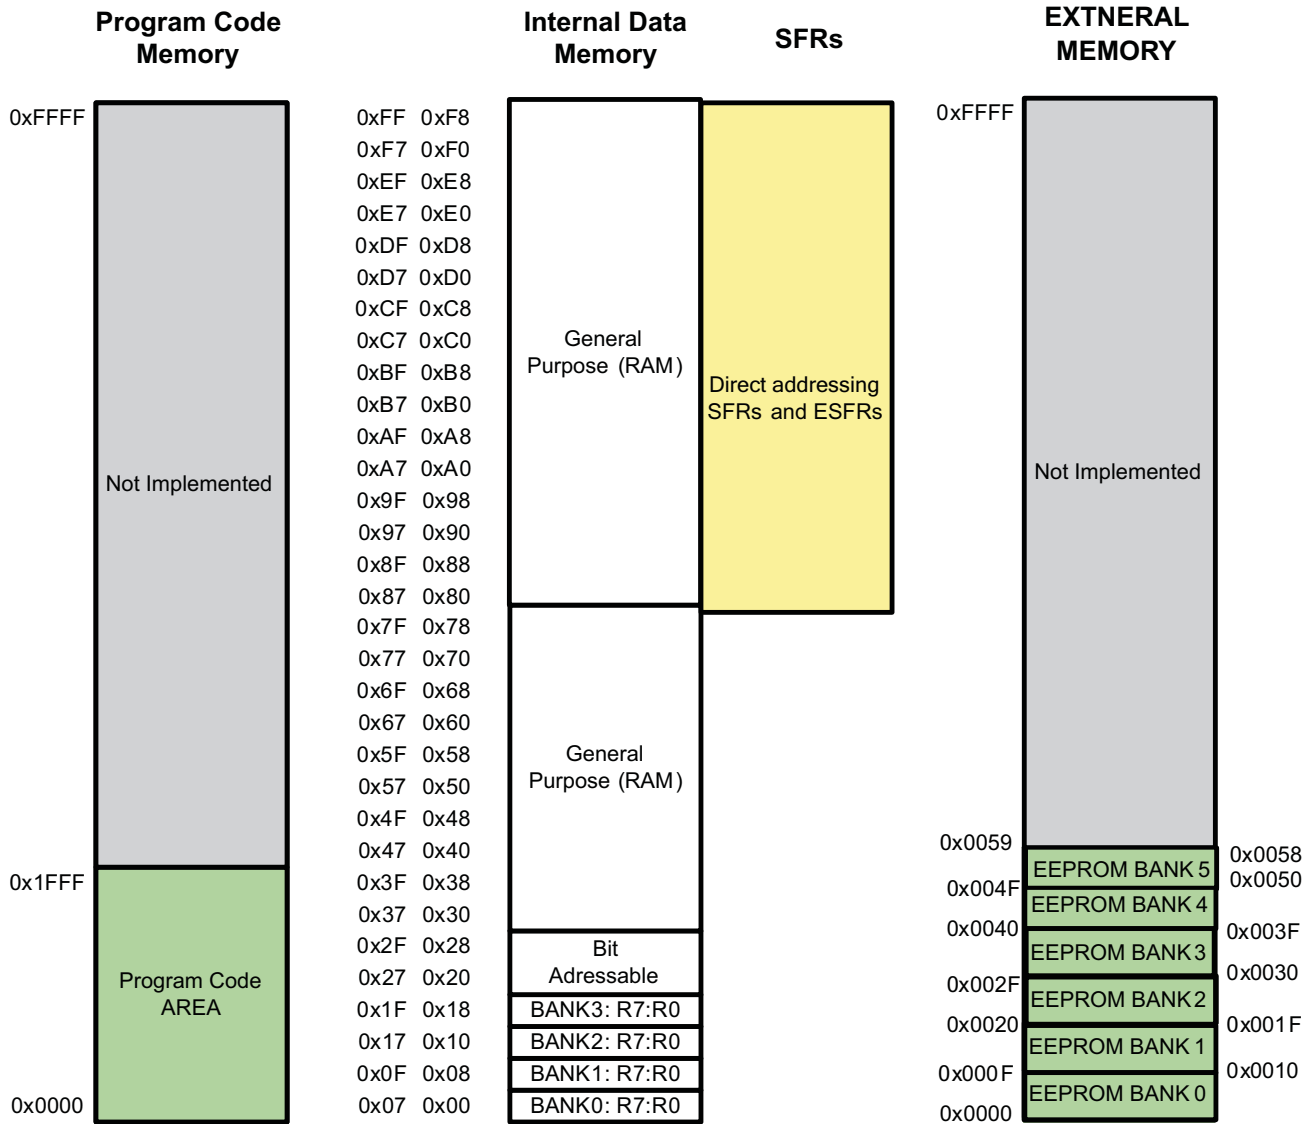 Program Code
Memory
0xFFFF
Not Implemented
0x1FFF
Program Code
AREA
0x0000
Internal Data
Memory
0xFF 0xF8
0xF7 0xF0
0xEF 0xE8
0xE7 0xE0
0xDF 0xD8
0xD7 0xD0
0xCF 0xC8
0xC7 0xC0
0xBF 0xB8
0xB7 0xB0
0xAF 0xA8
0xA7 0xA0
0x9F 0x98
0x97 0x90
0x8F 0x88
0x87 0x80
0x7F 0x78
0x77 0x70
0x6F 0x68
0x67 0x60
0x5F 0x58
0x57 0x50
0x4F 0x48
0x47 0x40
0x3F 0x38
0x37 0x30
0x2F 0x28
0x27 0x20
0x1F 0x18
0x17 0x10
0x0F 0x08
0x07 0x00
General
Purpose (RAM)
General
Purpose (RAM)
Bit
Adressable
BANK3: R7:R0
BANK2: R7:R0
BANK1: R7:R0
BANK0: R7:R0
SFRs
Direct addressing
SFRs and ESFRs
EXTNERAL
MEMORY
0xFFFF
Not Implemented
0x0059
0x0058
EEPROM BANK 5
0x0050
0x004F
EEPROM BANK 4
0x0040
0x003F
EEPROM BANK 3
0x0030
0x002F
EEPROM BANK 2
0x0020
0x001F
EEPROM BANK 1
0x0010
0x000F
EEPROM BANK 0
0x0000